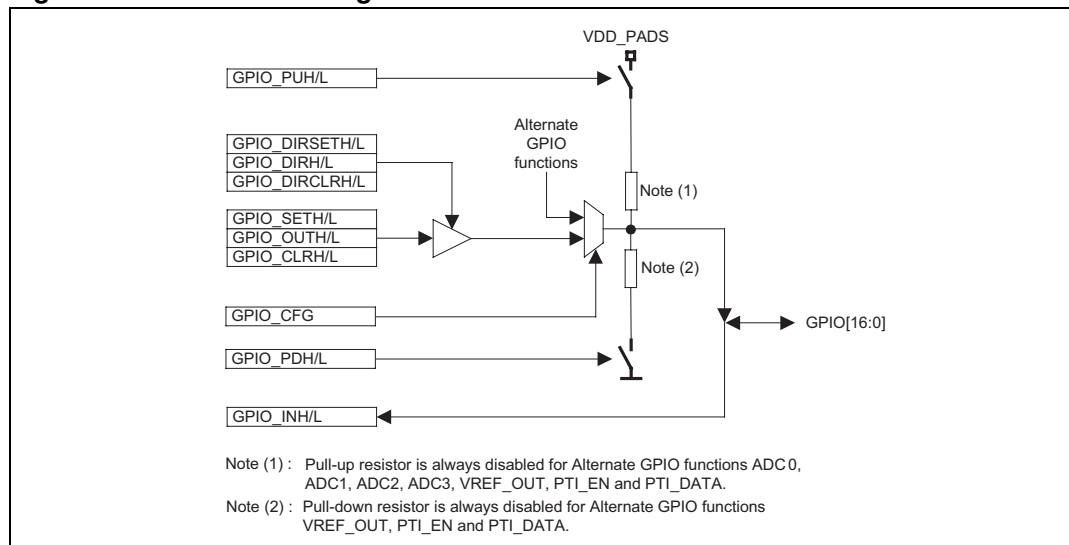 VDD_PADS
GPIO_PUH/L
Alternate
GPIO
functions
GPIO_DIRSETH/L
GPIO_DIRH/L
GPIO_DIRCLRH/L
Note (1)
GPIO_SETH/L
GPIO_OUTH/L
GPIO_CLRH/L
Note (2)
GPIO_CFG
GPIO[16:0]
GPIO_PDH/L
GPIO_INH/L
Note (1) : Pull-up resistor is always disabled for Alternate GPIO functions ADC0,
ADC1, ADC2, ADC3, VREF_OUT, PTI_EN and PTI_DATA.
Note (2) : Pull-down resistor is always disabled for Alternate GPIO functions
VREF_OUT, PTI_EN and PTI_DATA.